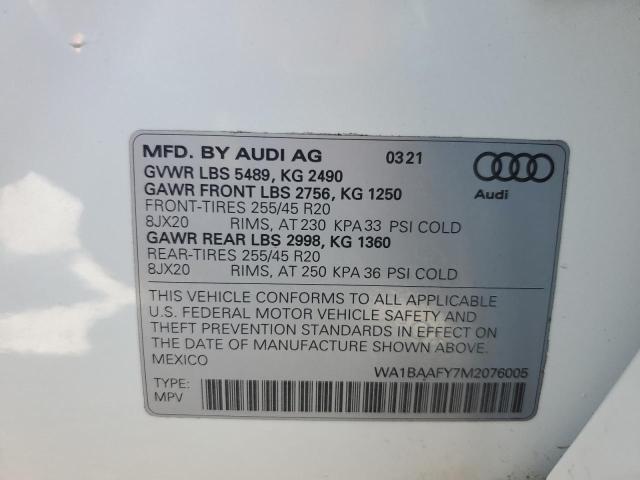 MFD. BY AUDI AG 0321
GVWR LBS 5489, KG 2490
GAWR FRONT LBS 2756, KG 1250
FRONT-TIRES 255/45 R20
8JX20 RIMS, AT 230 KPA 33 PSI COLD
GAWR REAR LBS 2998, KG 1360
REAR-TIRES 255/45 R20
8JX20 RIMS, AT 250 KPA 36 PSI COLD
Audi
THIS VEHICLE CONFORMS TO ALL APPLICABLE
U.S. FEDERAL MOTOR VEHICLE SAFETY AND
THEFT PREVENTION STANDARDS IN EFFECT ON
THE DATE OF MANUFACTURE SHOWN ABOVE.
MEXICO
WA1BAAFY7M2076005
TYPE:
MPV